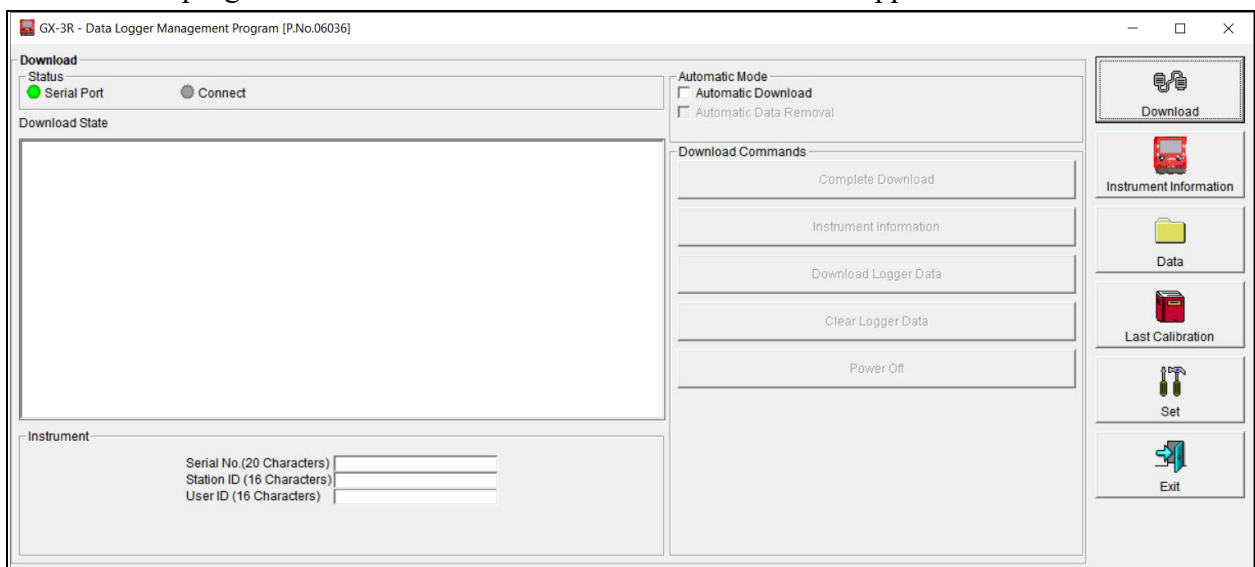 GX-3R - Data Logger Management Program [P.No.06036]
Download
Status
Serial Port
Connect
Download State
Automatic Mode
Automatic Download
Automatic Data Removal
Download Commands
Complete Download
Instrument Information
Download Logger Data
Clear Logger Data
Power Off
Instrument
Serial No.(20 Characters)
Station ID (16 Characters)
User ID (16 Characters)
Download
Instrument Information
Data
Last Calibration
Set
Exit